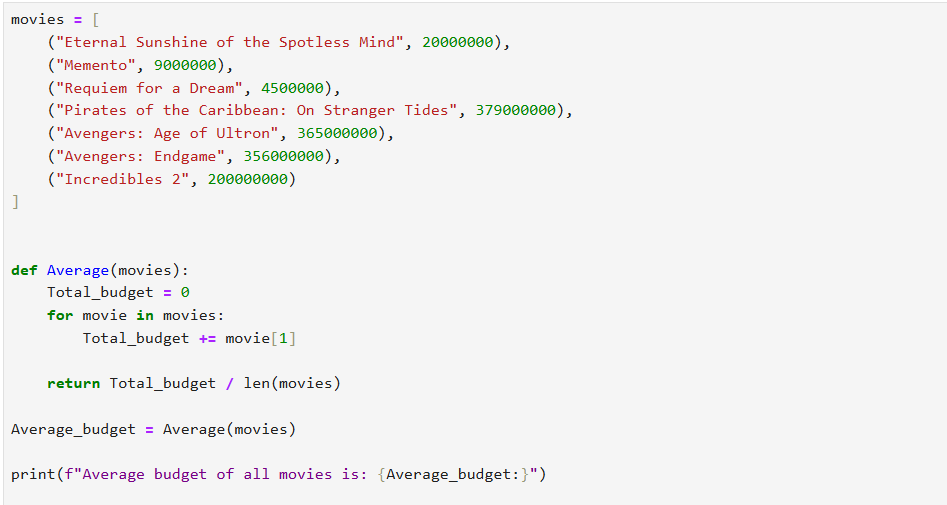 movies = [
    ("Eternal Sunshine of the Spotless Mind", 20000000),
    ("Memento", 9000000),
    ("Requiem for a Dream", 4500000),
    ("Pirates of the Caribbean: On Stranger Tides", 379000000),
    ("Avengers: Age of Ultron", 365000000),
    ("Avengers: Endgame", 356000000),
    ("Incredibles 2", 200000000)
]
def Average(movies):
    Total_budget = 0
    for movie in movies:
        Total_budget += movie[1]
    return Total_budget / len(movies)
Average_budget = Average(movies)
print(f"Average budget of all movies is: {Average_budget:}")